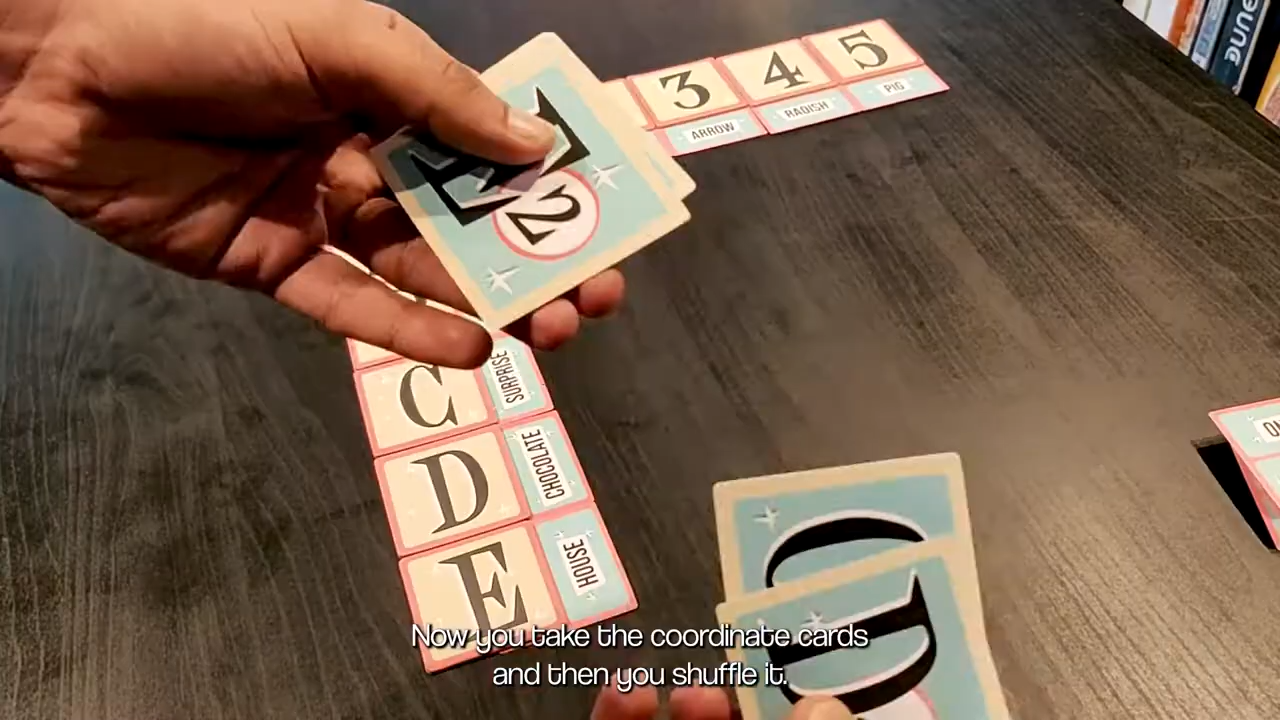 3 4 5
ARROW RADISH PIG
DUNE
2
C SURPRISE
D CHOCOLATE
E HOUSE
C
D
Now you take the coordinate cards
and then you shuffle it.